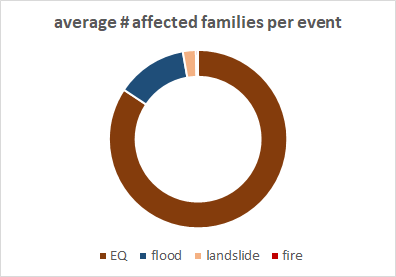 average # affected families per event
EQ flood landslide fire